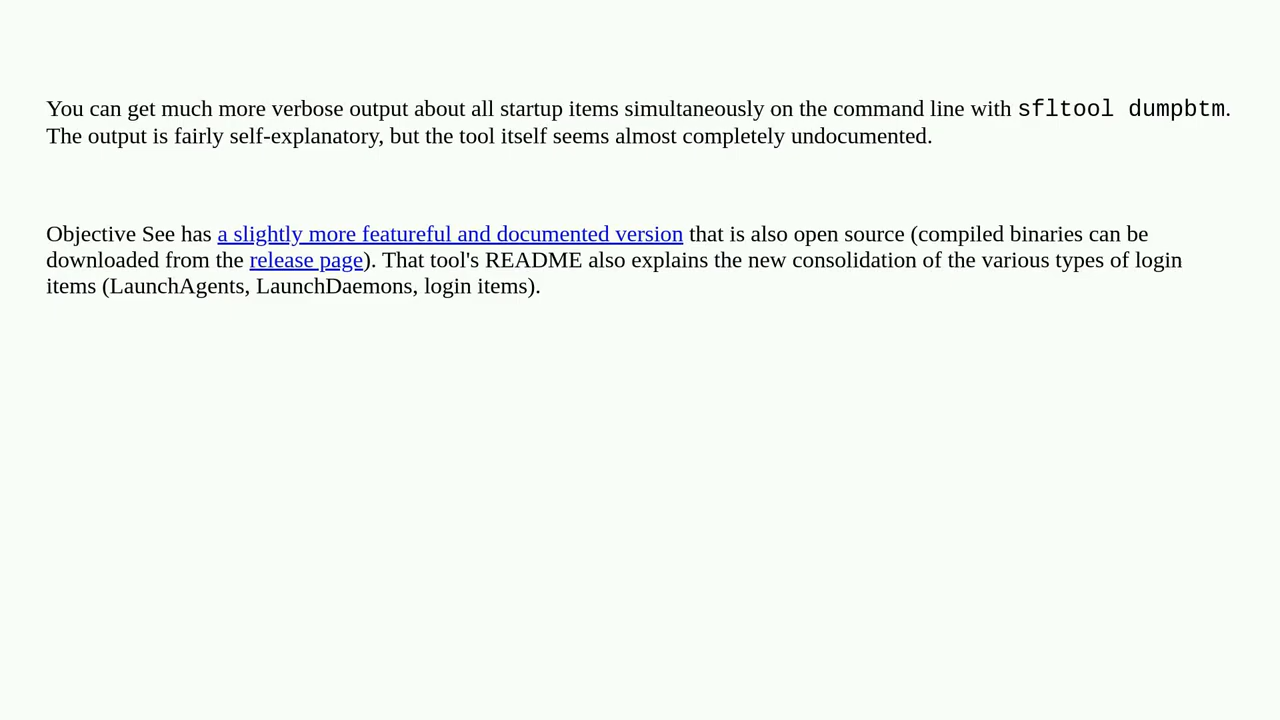 You can get much more verbose output about all startup items simultaneously on the command line with sfltool dumpbtm.
The output is fairly self-explanatory, but the tool itself seems almost completely undocumented.
Objective See has a slightly more featureful and documented version that is also open source (compiled binaries can be
downloaded from the release page). That tool's README also explains the new consolidation of the various types of login
items (LaunchAgents, LaunchDaemons, login items).